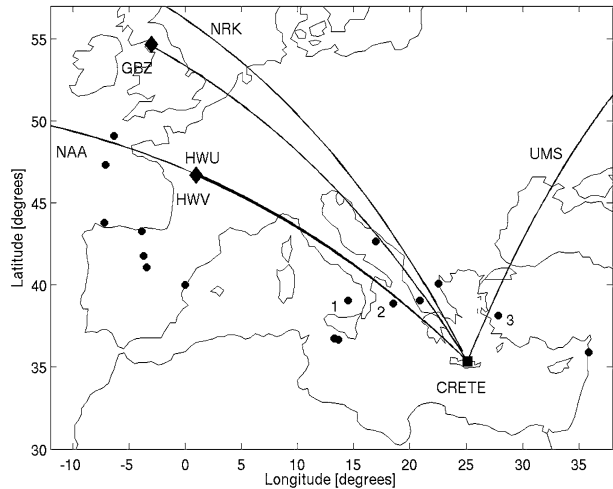 55
50
45
40
35
30
Latitude [degrees]
NRK
GBZ
UMS
NAA
HWU
HWV
1
2
3
CRETE
-10 -5 0 5 10 15 20 25 30 35
Longitude [degrees]